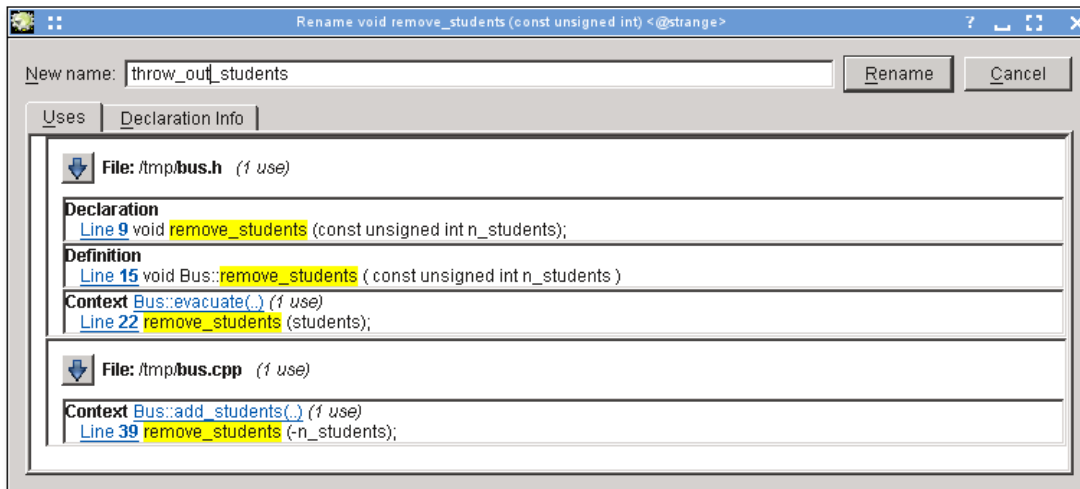 Rename void remove_students (const unsigned int) <@strange> ?
New name: throw_out_students Rename Cancel
Uses Declaration Info
File: /tmp/bus.h (1 use)
Declaration
Line 9 void remove_students (const unsigned int n_students);
Definition
Line 15 void Bus::remove_students ( const unsigned int n_students )
Context Bus::evacuate(..) (1 use)
Line 22 remove_students (students);
File: /tmp/bus.cpp (1 use)
Context Bus::add_students(..) (1 use)
Line 39 remove_students (-n_students);